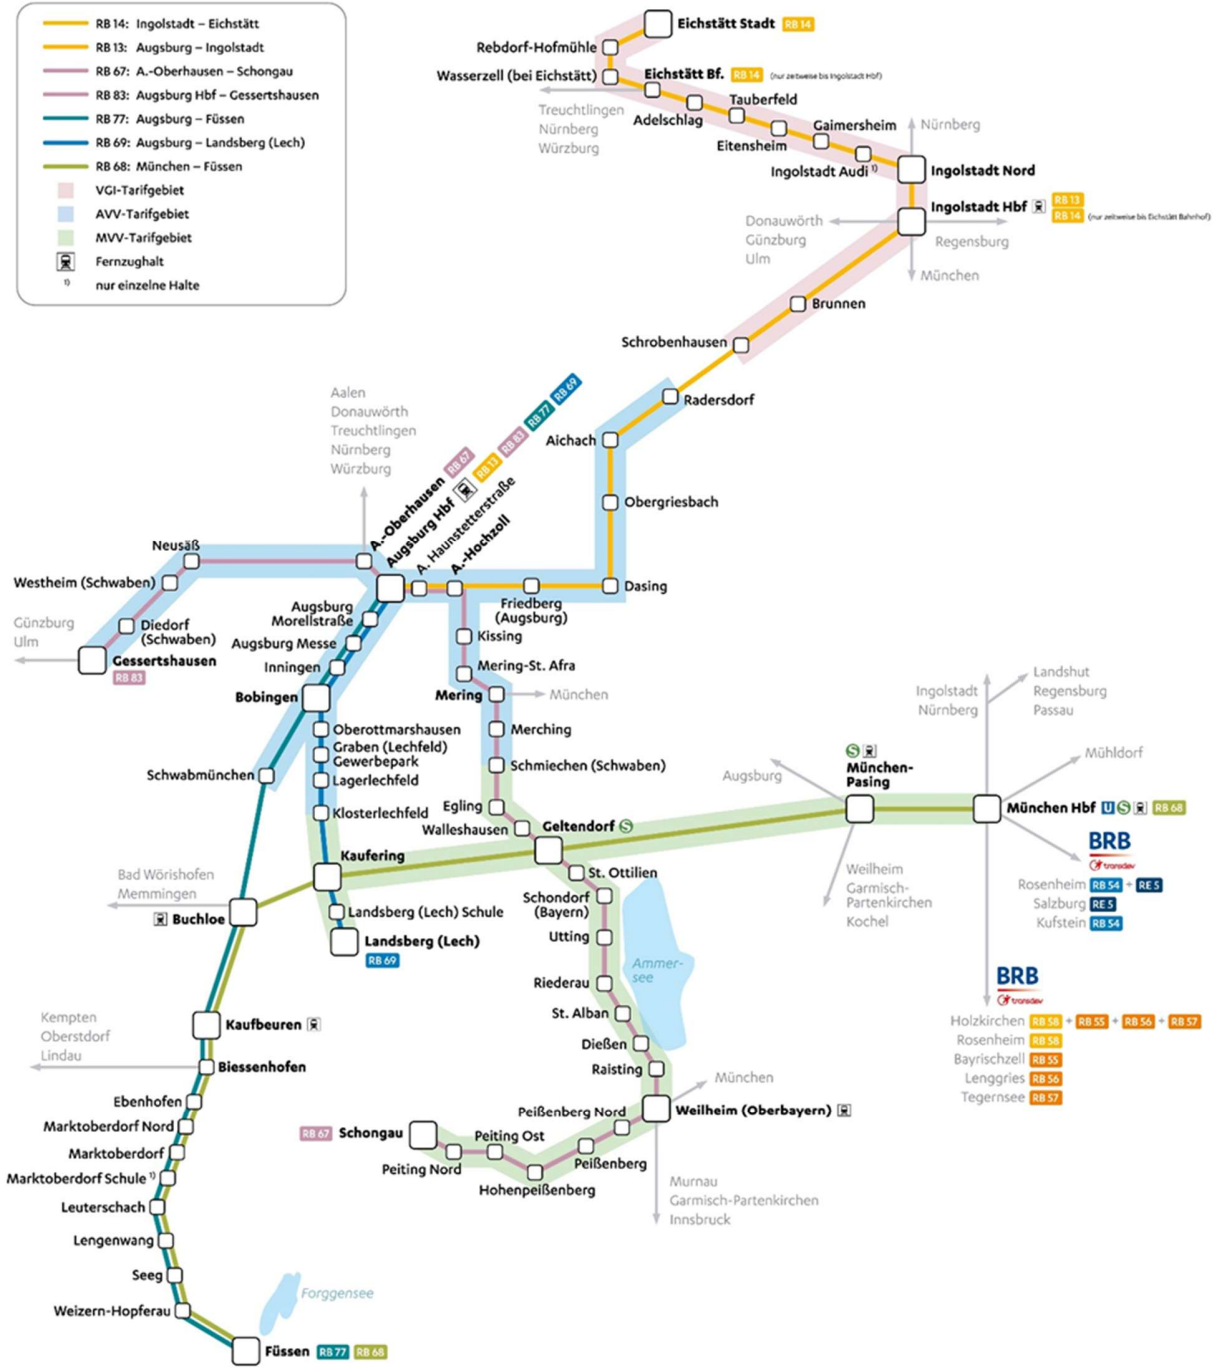 RB 14: Ingolstadt – Eichstätt
RB 13: Augsburg – Ingolstadt
RB 67: A.-Oberhausen – Schongau
RB 83: Augsburg Hbf – Gessertshausen
RB 77: Augsburg – Füssen
RB 69: Augsburg – Landsberg (Lech)
RB 68: München – Füssen
VGI-Tarifgebiet
AVV-Tarifgebiet
MVV-Tarifgebiet
Fernzughalt
1) nur einzelne Halte
Eichstätt Stadt RB 14
Rebdorf-Hofmühle
Wasserzell (bei Eichstätt)
Eichstätt Bf. RB 14 (nur zeitweise bis Ingolstadt Hbf)
Treuchtlingen
Nürnberg
Würzburg
Adelschlag
Tauberfeld
Eitensheim
Gaimersheim
Ingolstadt Audi 1)
Nürnberg
Ingolstadt Nord
Ingolstadt Hbf RB 13
RB 14 (nur zeitweise bis Eichstätt Bahnhof)
Donauwörth
Günzburg
Ulm
Regensburg
München
Brunnen
Schrobenhausen
Radersdorf
Aichach
Obergriesbach
Dasing
Friedberg
(Augsburg)
Aalen
Donauwörth
Treuchtlingen
Nürnberg
Würzburg
A.-Oberhausen RB 67
Augsburg Hbf RB 13 RB 83 RB 77 RB 69
A. Haunstetterstraße
A.-Hochzoll
Neusäß
Westheim (Schwaben)
Diedorf
(Schwaben)
Günzburg
Ulm
Gessertshausen
RB 83
Augsburg
Morellstraße
Augsburg Messe
Inningen
Bobingen
Kissing
Mering-St. Afra
Mering
München
Merching
Schmiechen (Schwaben)
Egling
Walleshausen
Geltendorf S
Oberottmarshausen
Graben (Lechfeld)
Gewerbepark
Lagerlechfeld
Klosterlechfeld
Schwabmünchen
Kaufering
Landsberg (Lech) Schule
Landsberg (Lech)
RB 69
Bad Wörishofen
Memmingen
Buchloe
St. Ottilien
Schondorf
(Bayern)
Utting
Riederau
St. Alban
Dießen
Raisting
Ammer-
see
Weilheim (Oberbayern)
München
Murnau
Garmisch-Partenkirchen
Innsbruck
Peißenberg Nord
Peißenberg
Hohenpeißenberg
Peiting Ost
Peiting Nord
RB 67 Schongau
Ingolstadt
Nürnberg
Landshut
Regensburg
Passau
Mühldorf
Augsburg
S
München-
Pasing
Weilheim
Garmisch-
Partenkirchen
Kochel
München Hbf U S RB 68
BRB
transdev
Rosenheim RB 54 + RE 5
Salzburg RE 5
Kufstein RB 54
BRB
transdev
Holzkirchen RB 58 + RB 55 + RB 56 + RB 57
Rosenheim RB 58
Bayrischzell RB 55
Lenggries RB 56
Tegernsee RB 57
Kaufbeuren
Kempten
Oberstdorf
Lindau
Biessenhofen
Ebenhofen
Marktoberdorf Nord
Marktoberdorf
Marktoberdorf Schule 1)
Leuterschach
Lengenwang
Seeg
Weizern-Hopferau
Forggensee
Füssen RB 77 RB 68